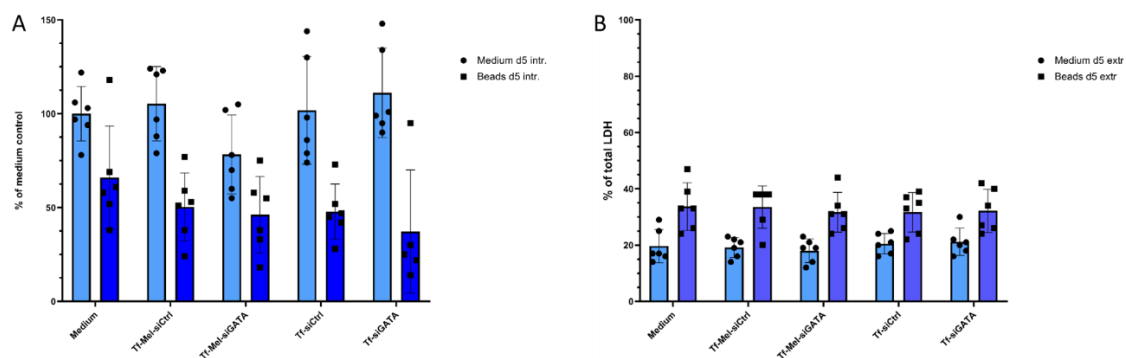 A
150
100
50
0
% of medium control
Medium
Tf-Mel-siCtrl
Tf-Mel-siGATA
Tf-siCtrl
Tf-siGATA
Medium d5 intr.
Beads d5 intr.
B
100
80
60
40
20
0
% of total LDH
Medium
Tf-Mel-siCtrl
Tf-Mel-siGATA
Tf-siCtrl
Tf-siGATA
Medium d5 extr
Beads d5 extr